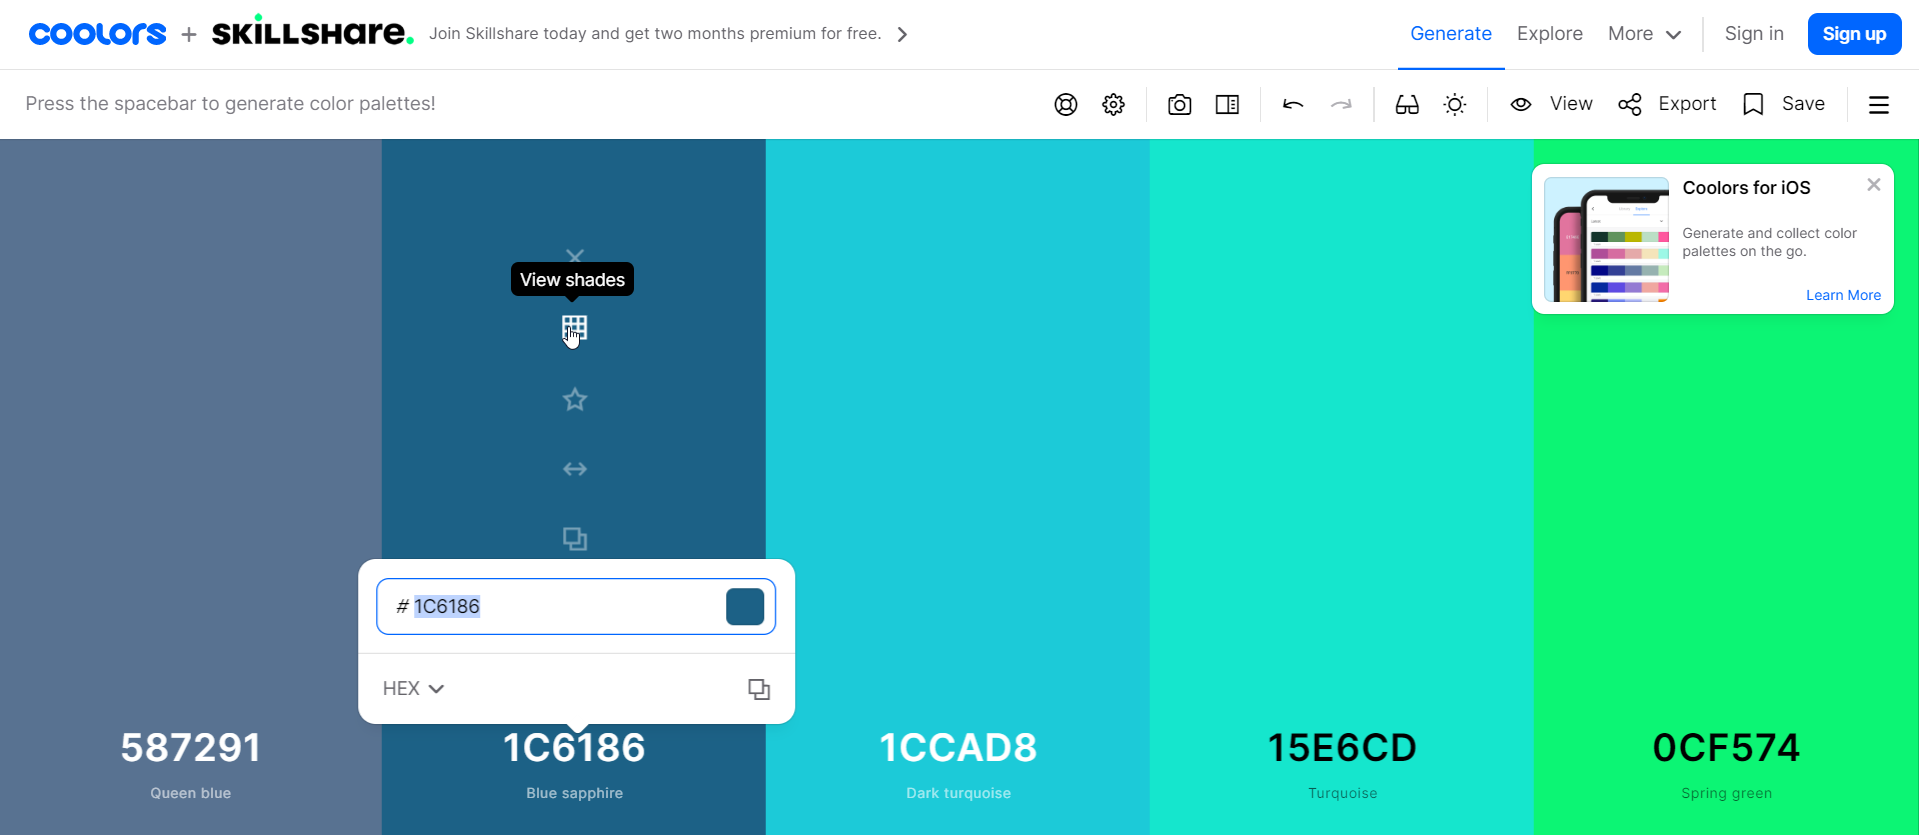 coolors + SKILLSHARE. Join Skillshare today and get two months premium for free.
Generate Explore More Sign in Sign up
Press the spacebar to generate color palettes!
View Export Save
Coolors for iOS
Generate and collect color
palettes on the go.
Learn More
View shades
# 1C6186
HEX
587291
Queen blue
1C6186
Blue sapphire
1CCAD8
Dark turquoise
15E6CD
Turquoise
0CF574
Spring green